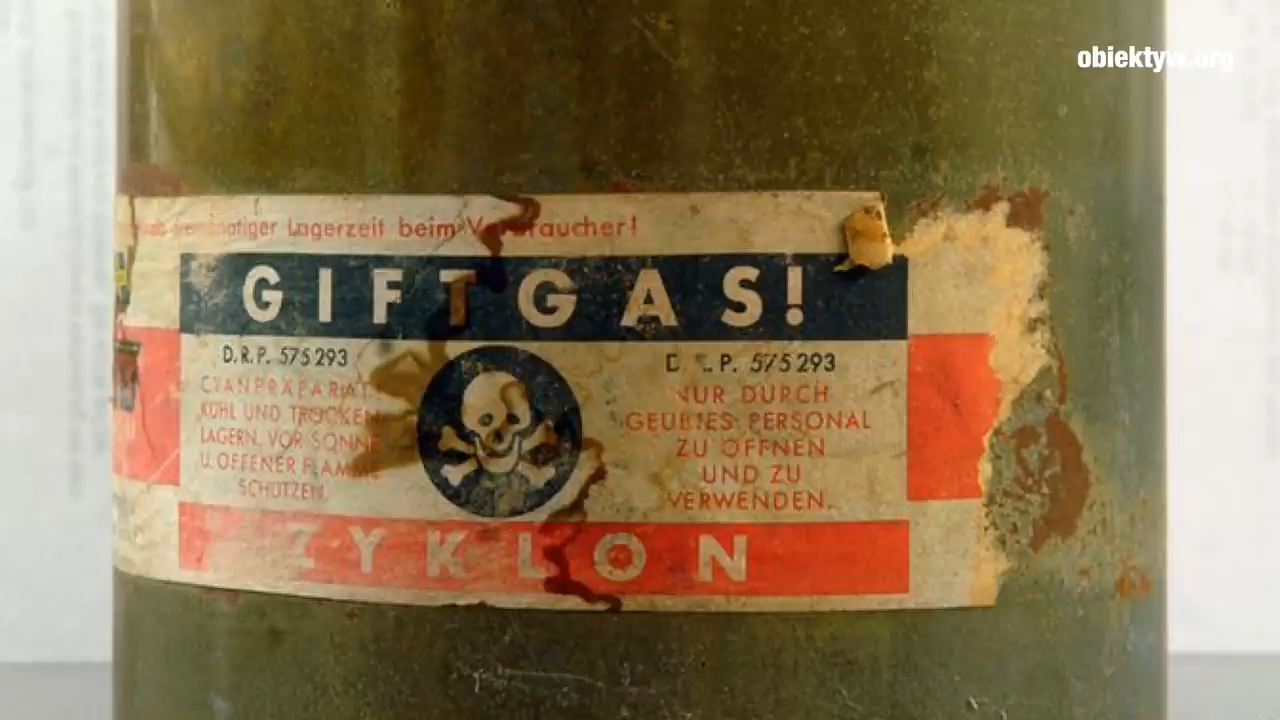 obiektyw.org
Lagerzeit beim
GIFTGAS!
D.R.P. 575293
CYANPRÄPARAT.
KÜHL UND TROCKEN
LAGERN. VOR SONNE
U. OFFENER FLAMME
SCHÜTZEN.
D. P. 575293
NUR DURCH
GEÜBTES PERSONAL
ZU ÖFFNEN
UND ZU
VERWENDEN.
ZYKLON